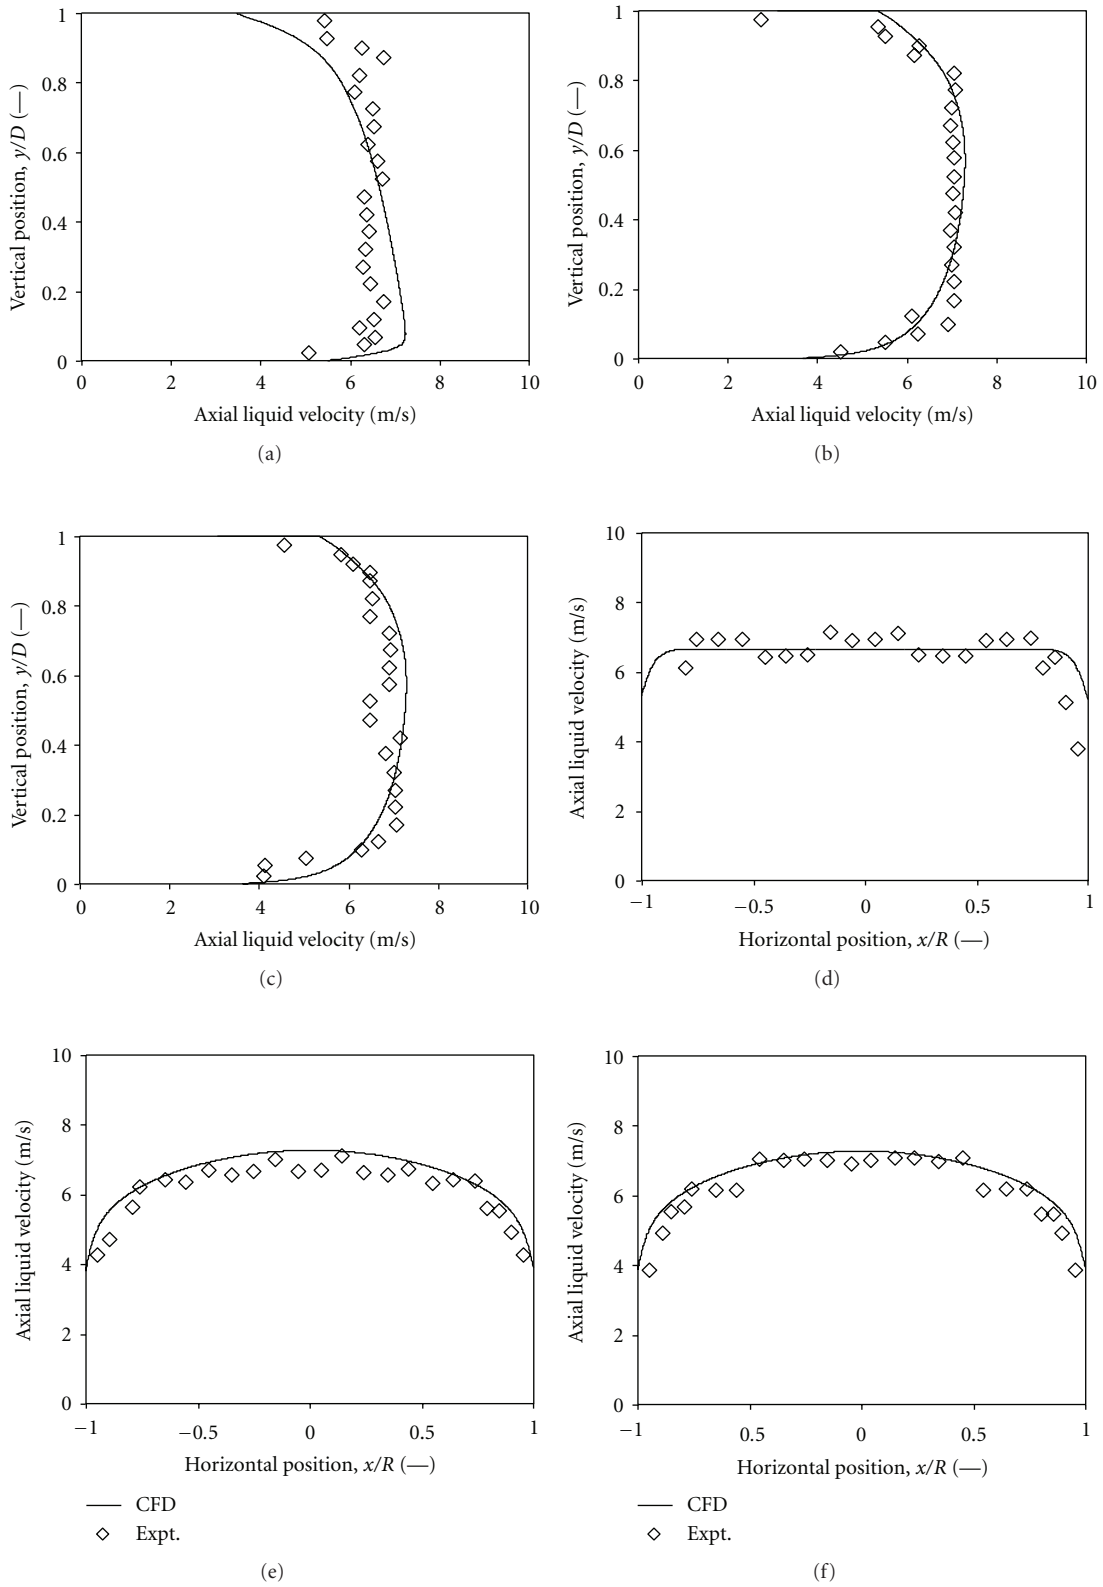 1
0.8
0.6
0.4
0.2
0
0 2 4 6 8 10
Vertical position, y/D (—)
Axial liquid velocity (m/s)
(a)
1
0.8
0.6
0.4
0.2
0
0 2 4 6 8 10
Vertical position, y/D (—)
Axial liquid velocity (m/s)
(b)
1
0.8
0.6
0.4
0.2
0
0 2 4 6 8 10
Vertical position, y/D (—)
Axial liquid velocity (m/s)
(c)
10
8
6
4
2
0
−1 −0.5 0 0.5 1
Axial liquid velocity (m/s)
Horizontal position, x/R (—)
(d)
10
8
6
4
2
0
−1 −0.5 0 0.5 1
Axial liquid velocity (m/s)
Horizontal position, x/R (—)
CFD
Expt.
(e)
10
8
6
4
2
0
−1 0.5 0 0.5 1
Axial liquid velocity (m/s)
Horizontal position, x/R (—)
CFD
Expt.
(f)